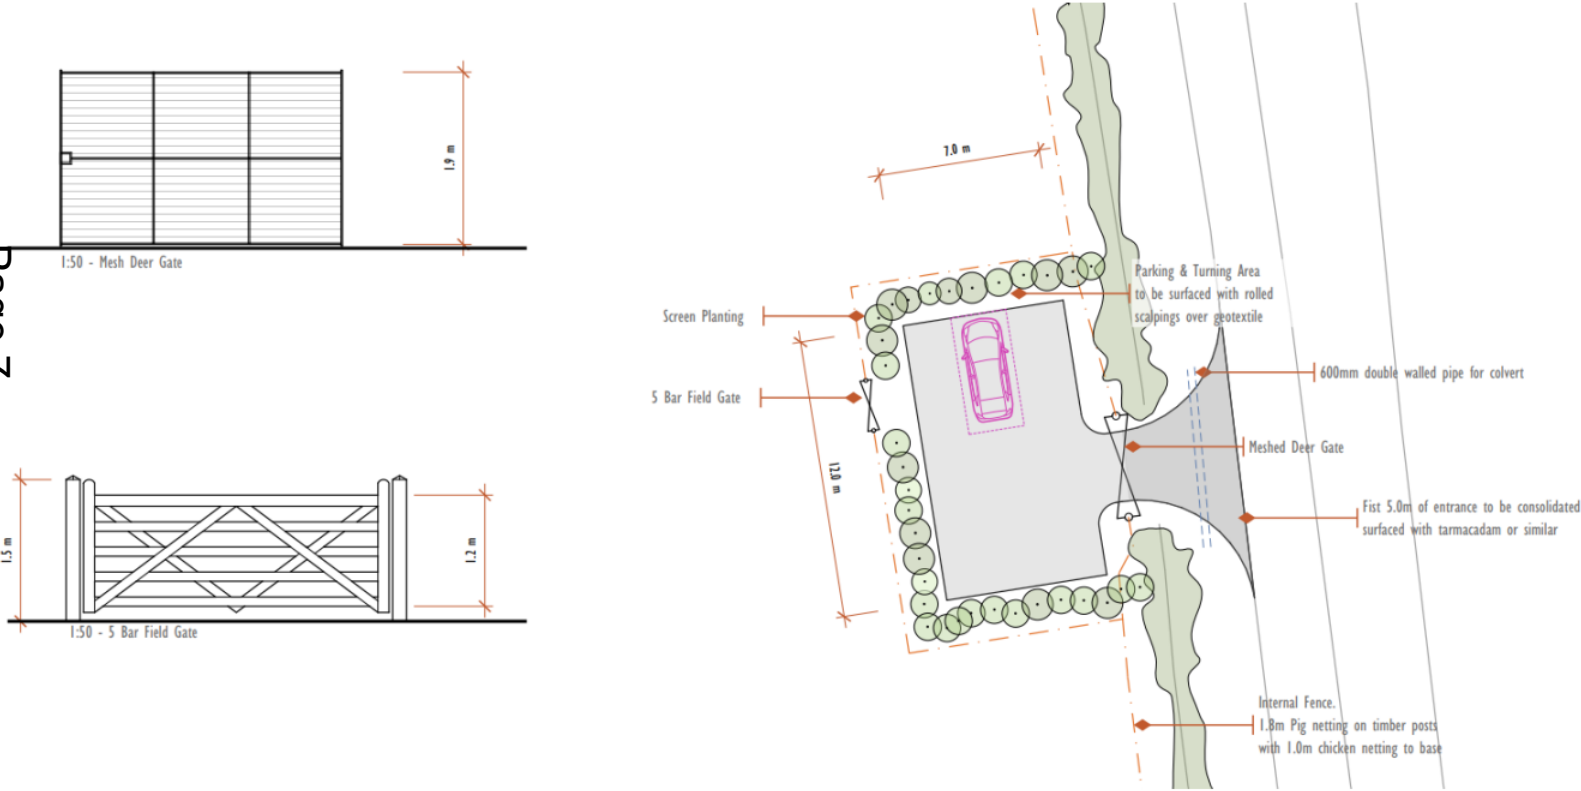 1.9 m
1:50 - Mesh Deer Gate
1.5 m
1.2 m
1:50 - 5 Bar Field Gate
7.0 m
Parking & Turning Area
to be surfaced with rolled
scalpings over geotextile
Screen Planting
5 Bar Field Gate
12.0 m
600mm double walled pipe for colvert
Meshed Deer Gate
Fist 5.0m of entrance to be consolidated
surfaced with tarmacadam or similar
Internal Fence.
1.8m Pig netting on timber posts
with 1.0m chicken netting to base